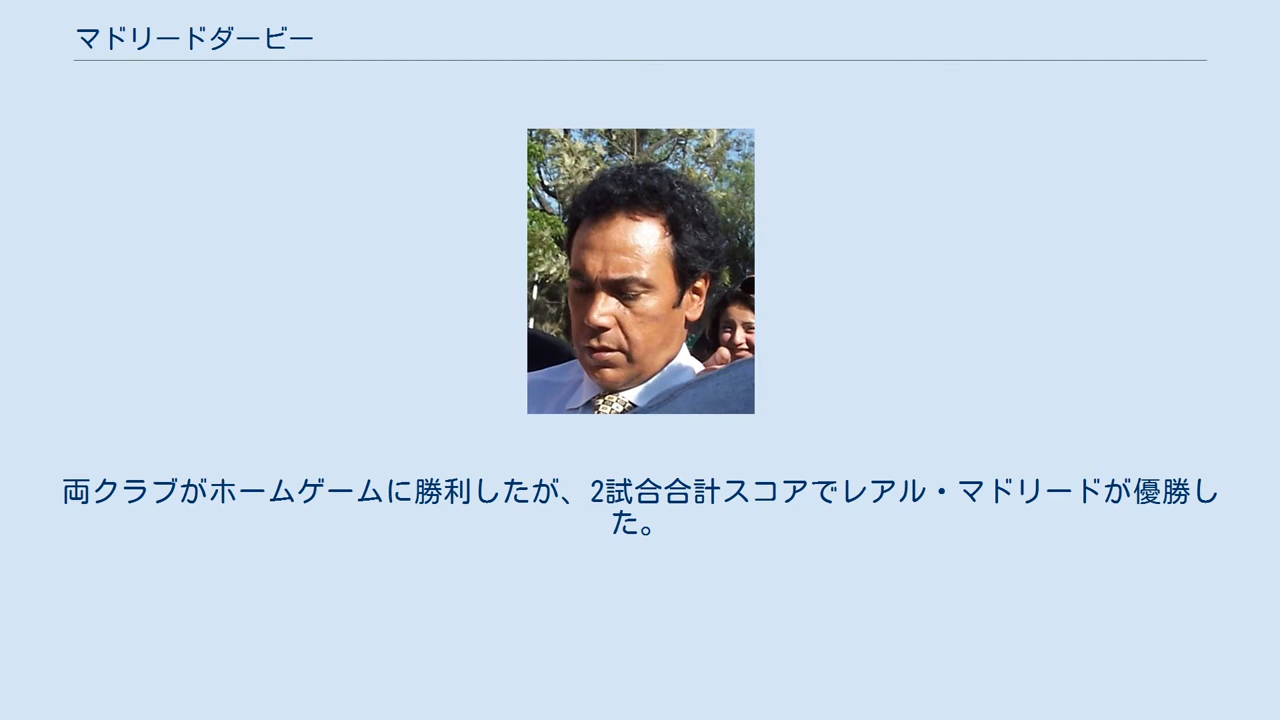 マドリードダービー
両クラブがホームゲームに勝利したが、2試合合計スコアでレアル・マドリードが優勝し
た。